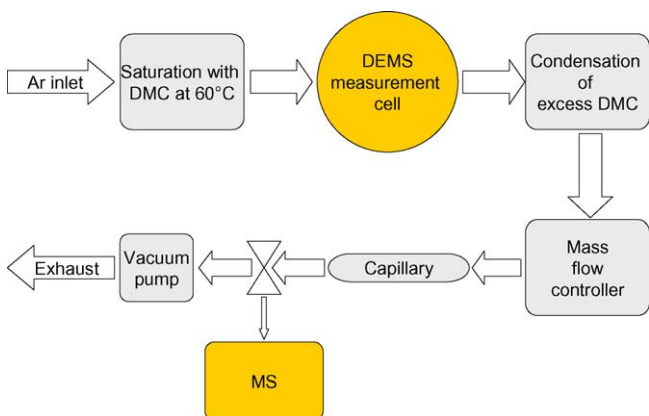 Ar inlet
Saturation with
DMC at 60°C
DEMS
measurement
cell
Condensation
of
excess DMC
Mass
flow
controller
Capillary
Vacuum
pump
Exhaust
MS